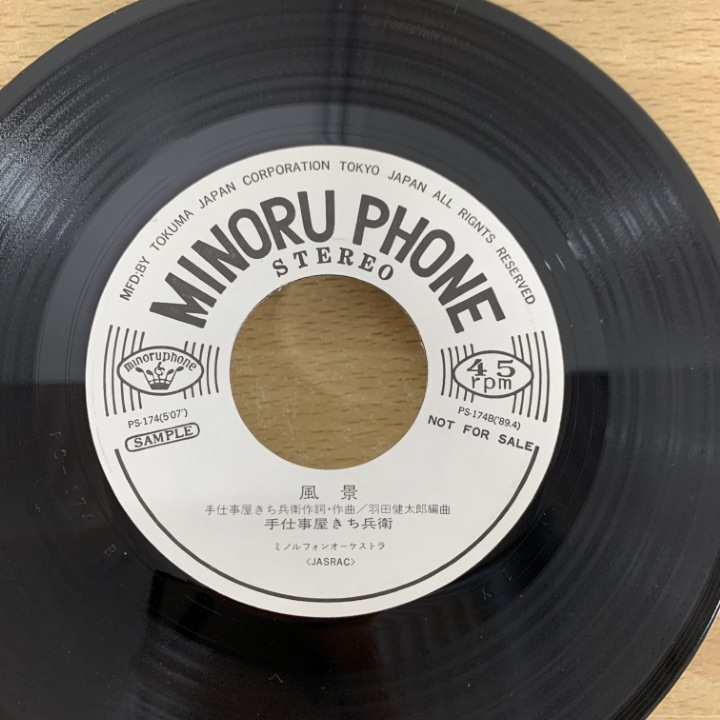 MFD;BY TOKUMA JAPAN CORPORATION TOKYO JAPAN ALL RIGNTS RESERVED
MINORU PHONE
STEREO
minoruphone
45
rpm
PS-174(5'07")
PS-174B('89.4)
SAMPLE
NOT FOR SALE
風景
手仕事屋きち兵衛作詞・作曲/羽田健太郎編曲
手仕事屋きち兵衛
ミノルフォンオーケストラ
〈JASRAC〉